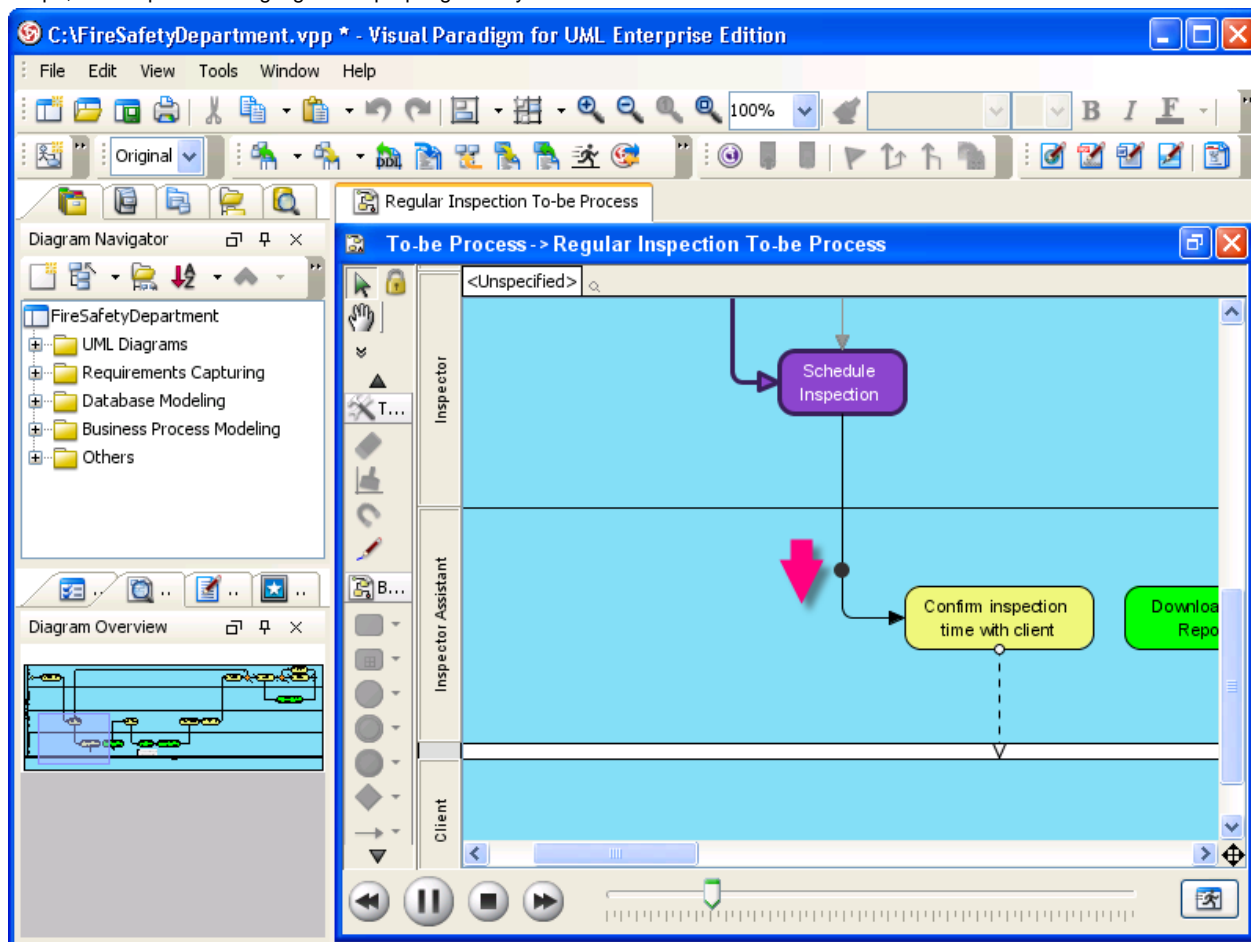 C:\FireSafetyDepartment.vpp * - Visual Paradigm for UML Enterprise Edition
File Edit View Tools Window Help
100%
B I F
Original
DDL
Regular Inspection To-be Process
Diagram Navigator
To-be Process -> Regular Inspection To-be Process
<Unspecified>
FireSafetyDepartment
UML Diagrams
Requirements Capturing
Database Modeling
Business Process Modeling
Others
T...
Inspector
Schedule
Inspection
B...
Inspector Assistant
Confirm inspection
time with client
Downloa
Repo
Diagram Overview
Client